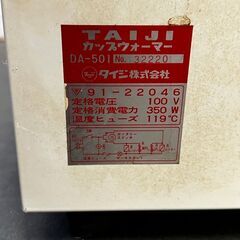 TAIJI
カップウォーマー
DA-501 No. 32220
タイジ株式会社
91-22046
定格電圧 100 V
定格消費電力 350 W
温度ヒューズ 119℃